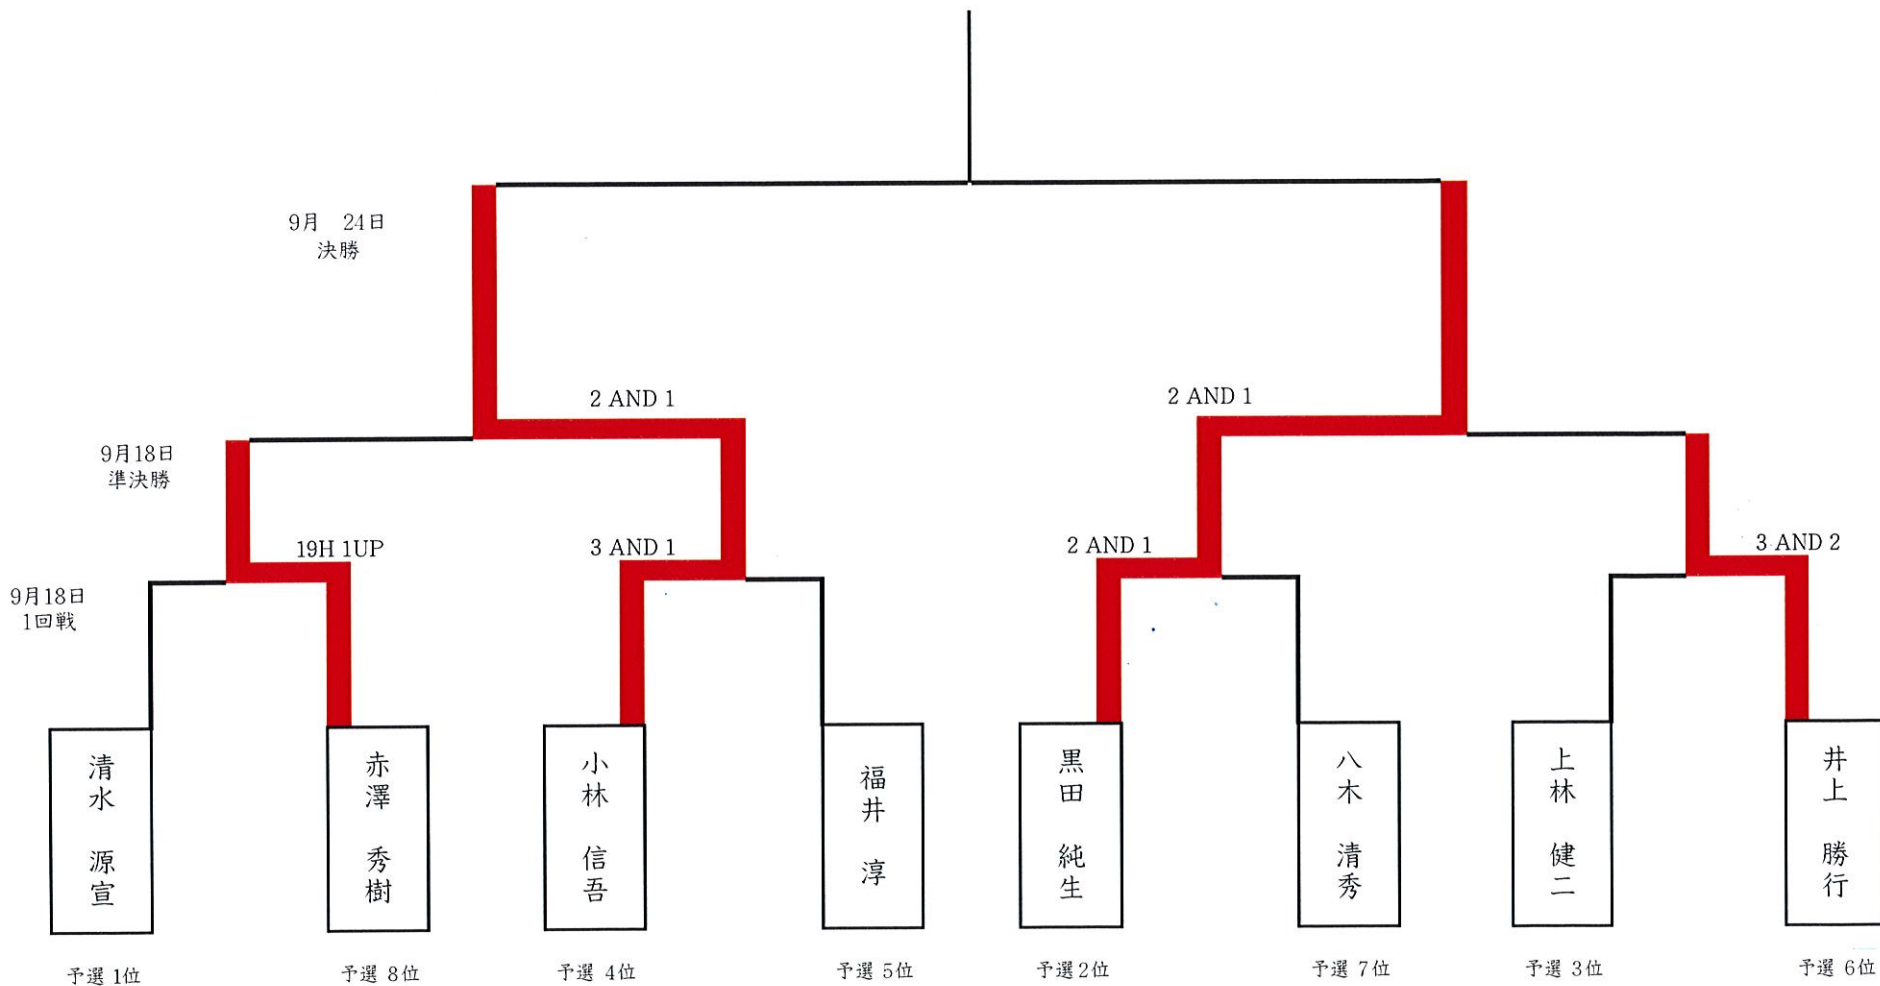 9月 24日
決勝
2 AND 1
2 AND 1
9月18日
準決勝
19H 1UP
3 AND 1
2 AND 1
3 AND 2
9月18日
1回戦
清水 源宣
赤澤 秀樹
小林 信吾
福井 淳
黒田 純生
八木 清秀
上林 健二
井上 勝行
予選 1位
予選 8位
予選 4位
予選 5位
予選2位
予選 7位
予選 3位
予選 6位